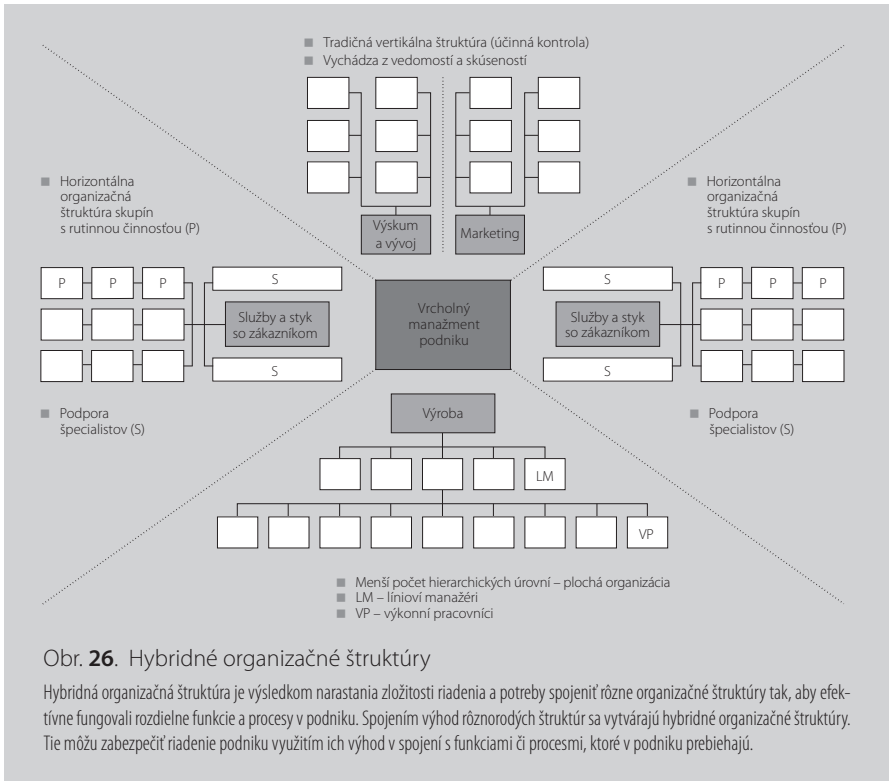 Tradičná vertikálna štruktúra (účinná kontrola)
Vychádza z vedomostí a skúseností
Horizontálna
organizačná
štruktúra skupín
s rutinnou činnosťou (P)
Výskum
a vývoj
Marketing
Horizontálna
organizačná
štruktúra skupín
s rutinnou činnosťou (P)
P P P
S
Služby a styk
so zákazníkom
S
Vrcholný
manažment
podniku
S
Služby a styk
so zákazníkom
S
P P P
Podpora
špecialistov (S)
Podpora
špecialistov (S)
Výroba
LM
VP
Menší počet hierarchických úrovní – plochá organizácia
LM – línioví manažéri
VP – výkonní pracovníci
Obr. 26. Hybridné organizačné štruktúry
Hybridná organizačná štruktúra je výsledkom narastania zložitosti riadenia a potreby spojeniť rôzne organizačné štruktúry tak, aby efek-
tívne fungovali rozdielne funkcie a procesy v podniku. Spojením výhod rôznorodých štruktúr sa vytvárajú hybridné organizačné štruktúry.
Tie môžu zabezpečiť riadenie podniku využitím ich výhod v spojení s funkciami či procesmi, ktoré v podniku prebiehajú.